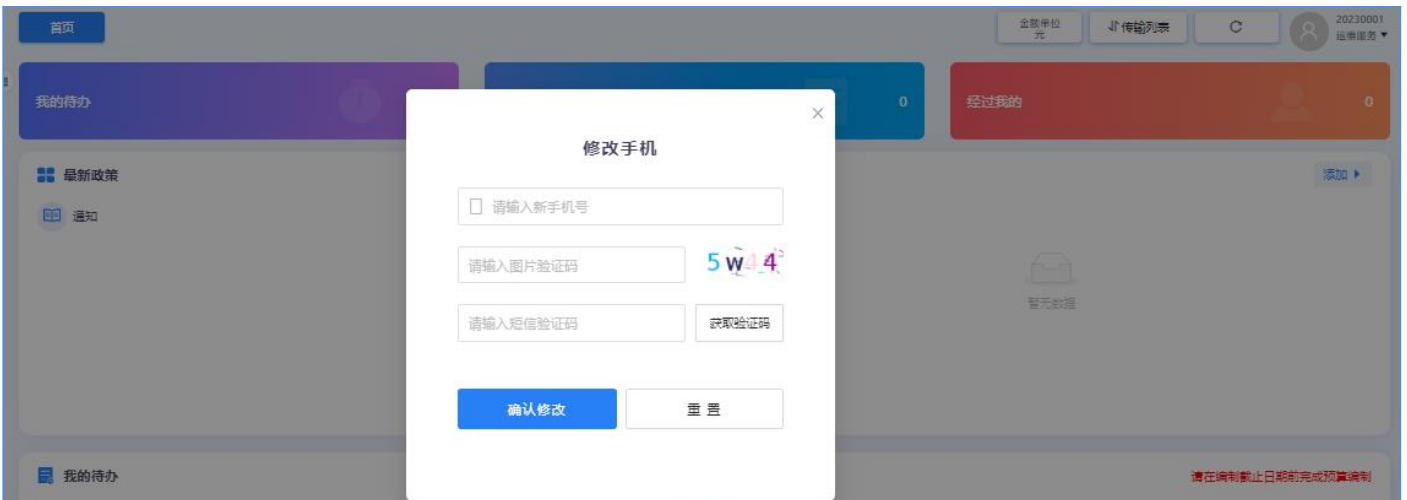 首页
金额单位
元
传输列表
20230001
运维服务
我的待办
0
经过我的
0
修改手机
最新政策
添加
通知
请输入新手机号
请输入图片验证码
5w44
请输入短信验证码
获取验证码
暂无数据
确认修改
重置
我的待办
请在编制截止日期前完成预算编制